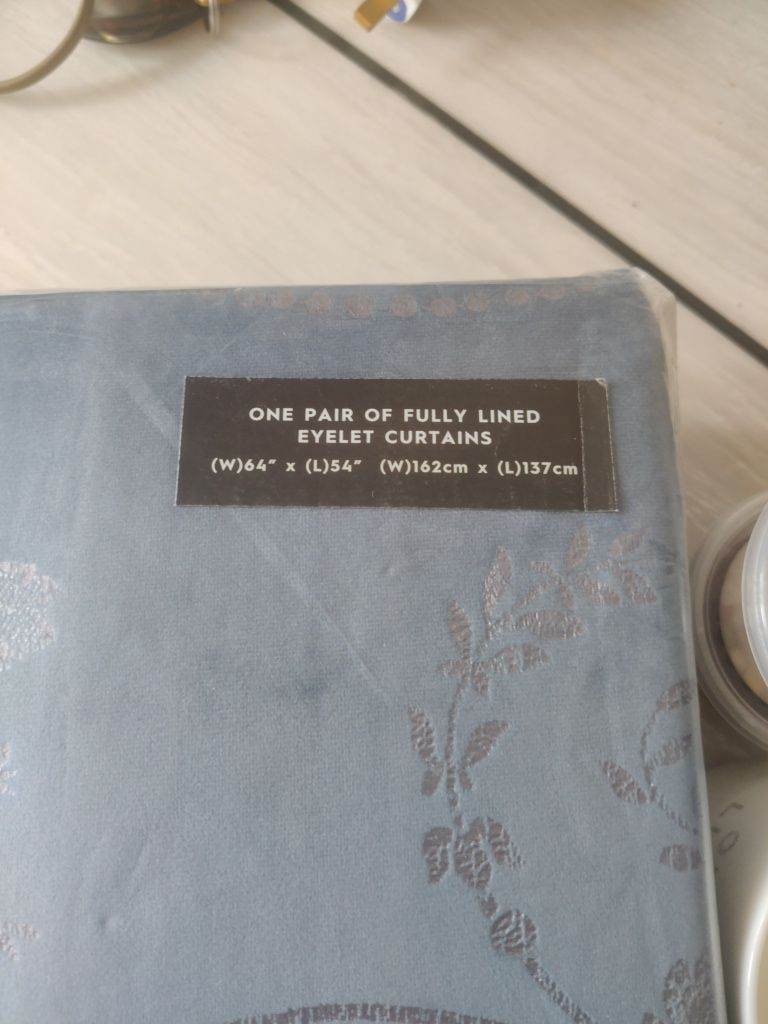 ONE PAIR OF FULLY LINED
EYELET CURTAINS
(W)64” x (L)54” (W)162cm x (L)137cm